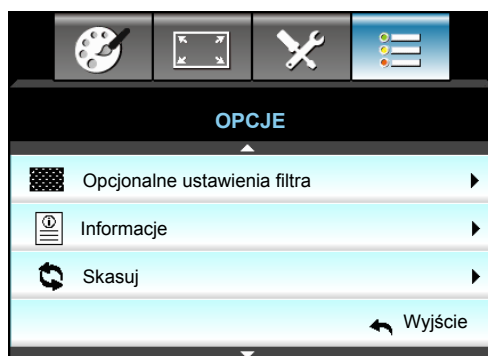 OPCJE
Opcjonalne ustawienia filtra
Informacje
Skasuj
Wyjście